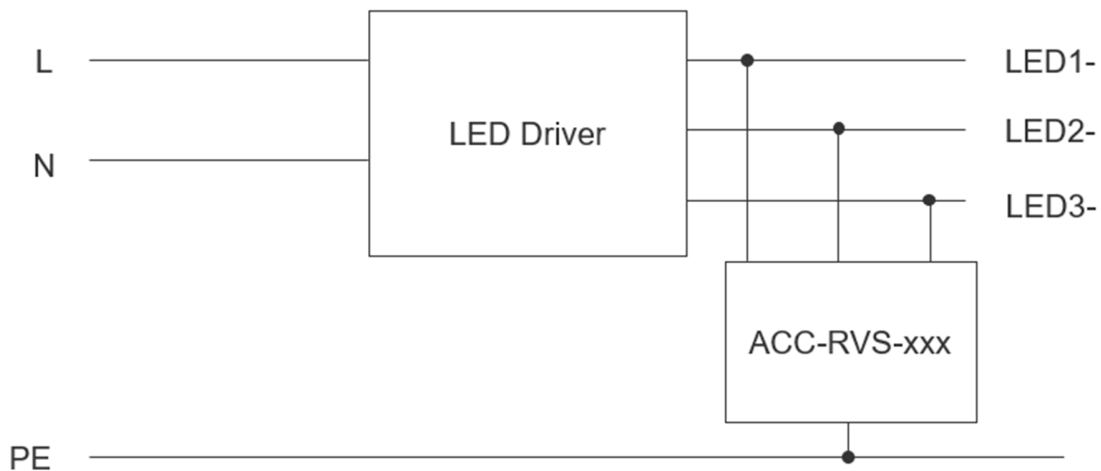 L
LED Driver
LED1-
LED2-
N
LED3-
ACC-RVS-xxx
PE